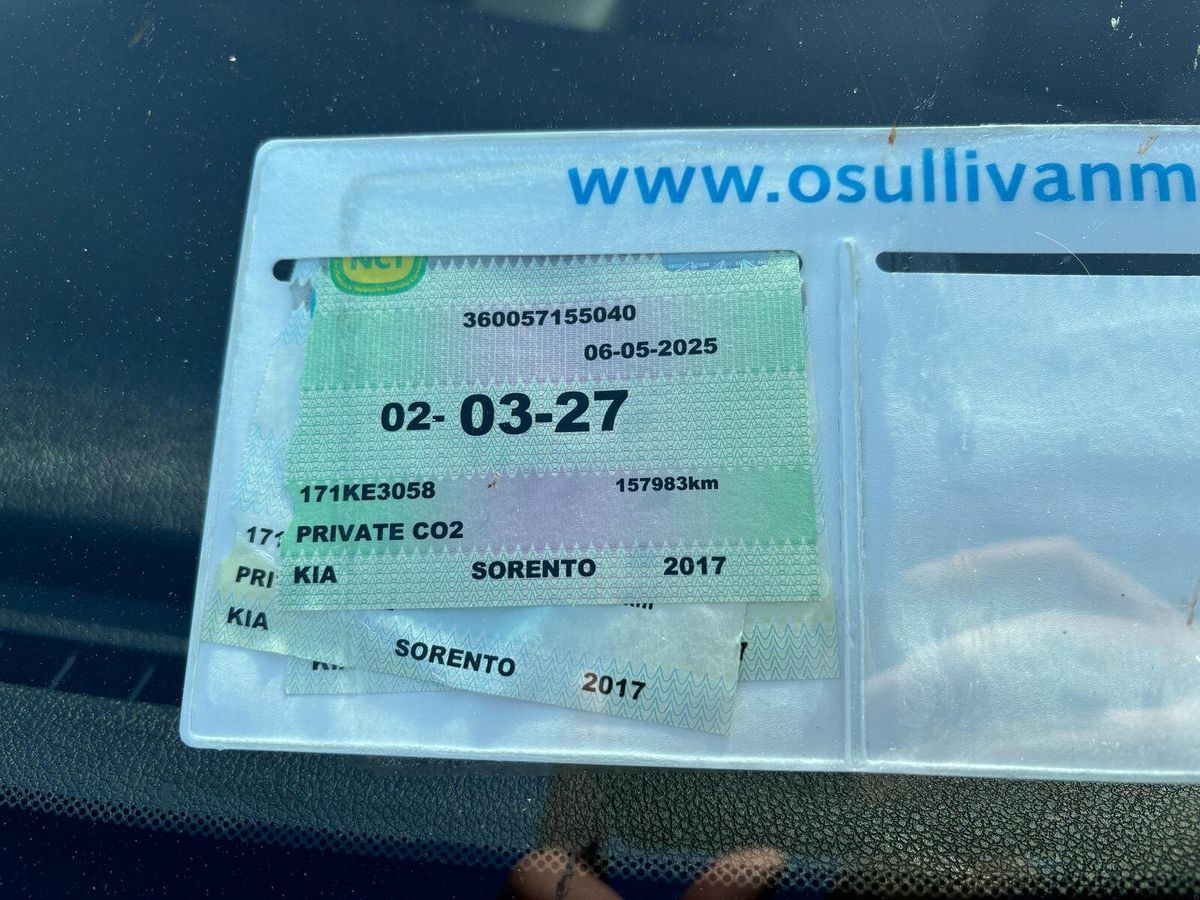 www.osullivanm
NCT
360057155040
06-05-2025
02- 03-27
171KE3058 157983km
PRIVATE CO2
KIA SORENTO 2017
171
PRI
KIA
SORENTO 2017